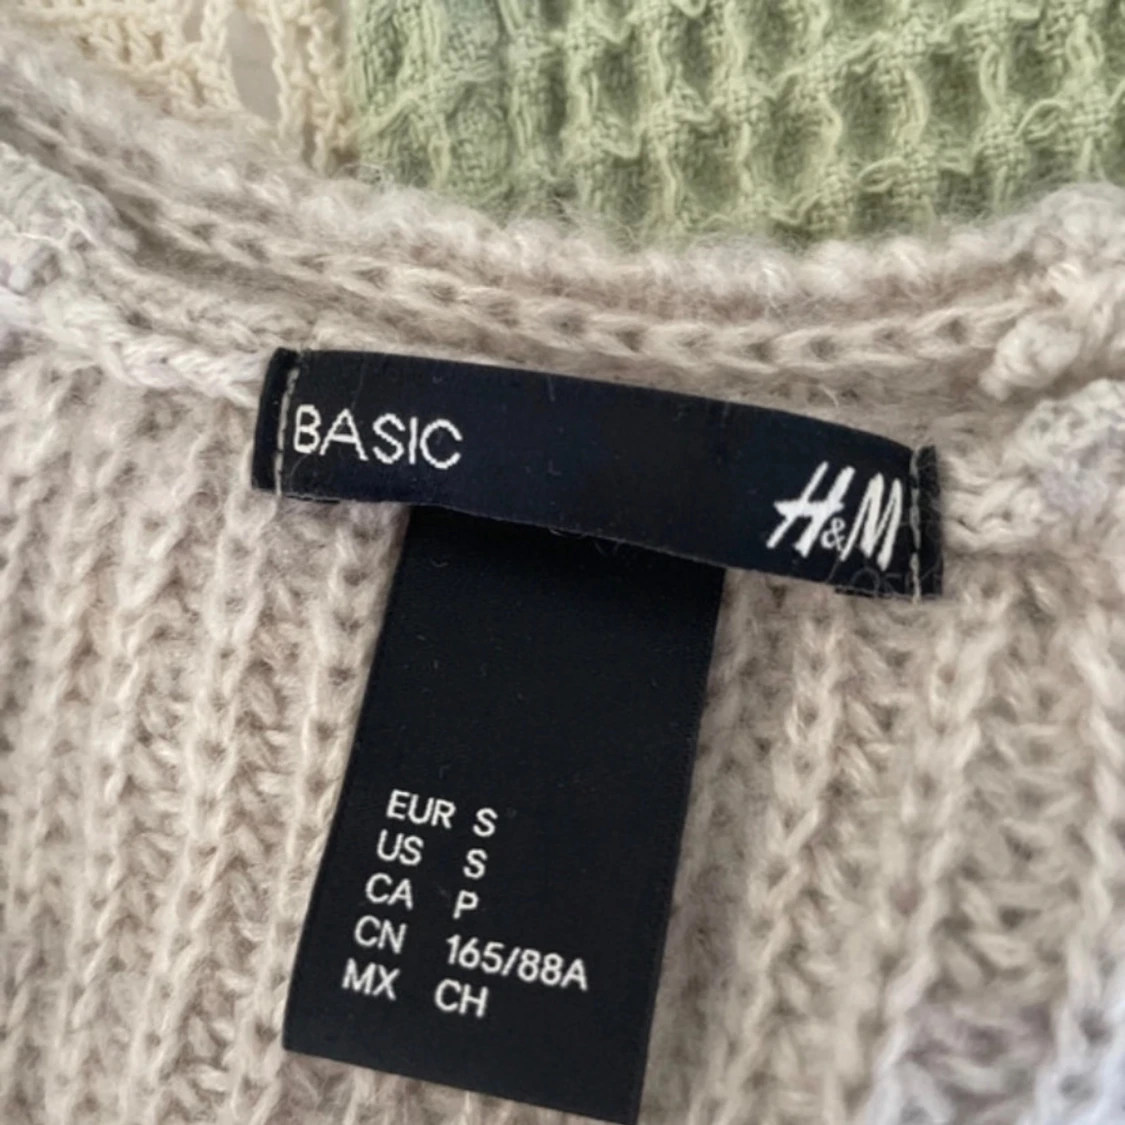 BASIC
H&M
EUR S
US S
CA P
CN 165/88A
MX CH